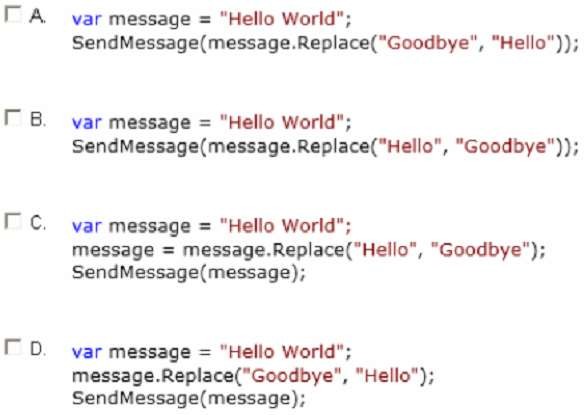 A. var message = "Hello World";
SendMessage(message.Replace("Goodbye", "Hello"));
B. var message = "Hello World";
SendMessage(message.Replace("Hello", "Goodbye"));
C. var message = "Hello World";
message = message.Replace("Hello", "Goodbye");
SendMessage(message);
D. var message = "Hello World";
message.Replace("Goodbye", "Hello");
SendMessage(message);